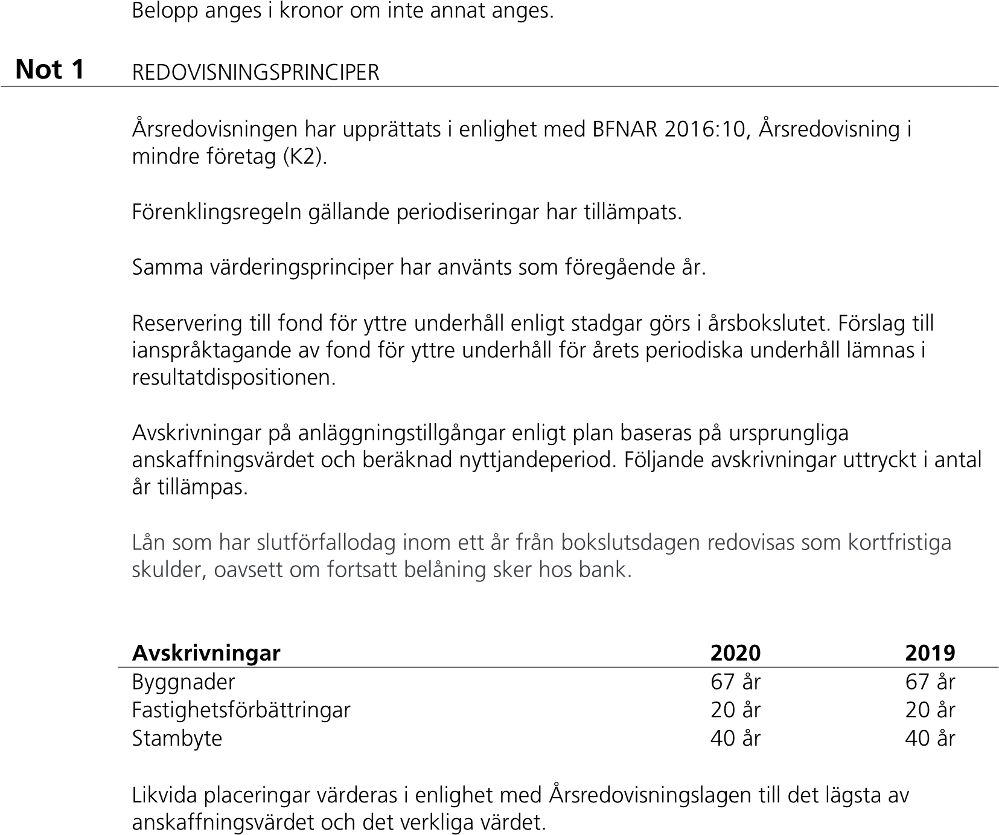 Belopp anges i kronor om inte annat anges.
Not 1 REDOVISNINGSPRINCIPER
Årsredovisningen har upprättats i enlighet med BFNAR 2016:10, Årsredovisning i
mindre företag (K2).
Förenklingsregeln gällande periodiseringar har tillämpats.
Samma värderingsprinciper har använts som föregående år.
Reservering till fond för yttre underhåll enligt stadgar görs i årsbokslutet. Förslag till
ianspråktagande av fond för yttre underhåll för årets periodiska underhåll lämnas i
resultatdispositionen.
Avskrivningar på anläggningstillgångar enligt plan baseras på ursprungliga
anskaffningsvärdet och beräknad nyttjandeperiod. Följande avskrivningar uttryckt i antal
år tillämpas.
Lån som har slutförfallodag inom ett år från bokslutsdagen redovisas som kortfristiga
skulder, oavsett om fortsatt belåning sker hos bank.
Avskrivningar 2020 2019
Byggnader 67 år 67 år
Fastighetsförbättringar 20 år 20 år
Stambyte 40 år 40 år
Likvida placeringar värderas i enlighet med Årsredovisningslagen till det lägsta av
anskaffningsvärdet och det verkliga värdet.